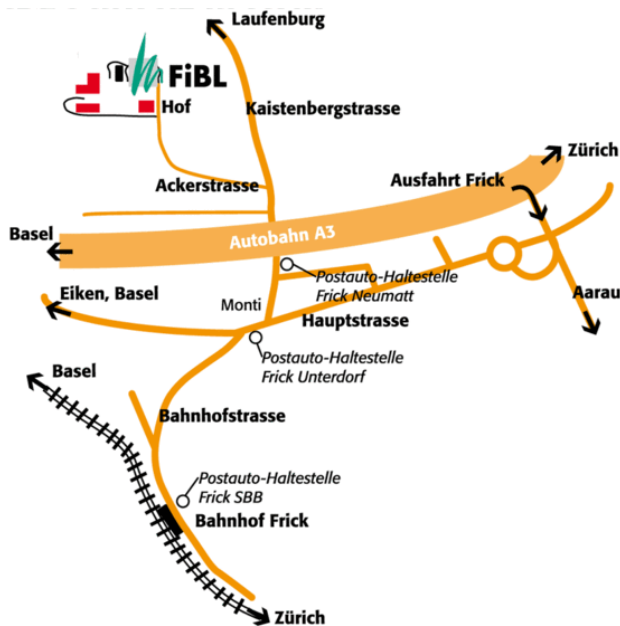 Laufenburg
FiBL
Hof
Kaistenbergstrasse
Zürich
Ausfahrt Frick
Ackerstrasse
Basel
Autobahn A3
Postauto-Haltestelle
Frick Neumatt
Eiken, Basel
Aarau
Monti
Hauptstrasse
Postauto-Haltestelle
Frick Unterdorf
Basel
Bahnhofstrasse
Postauto-Haltestelle
Frick SBB
Bahnhof Frick
Zürich